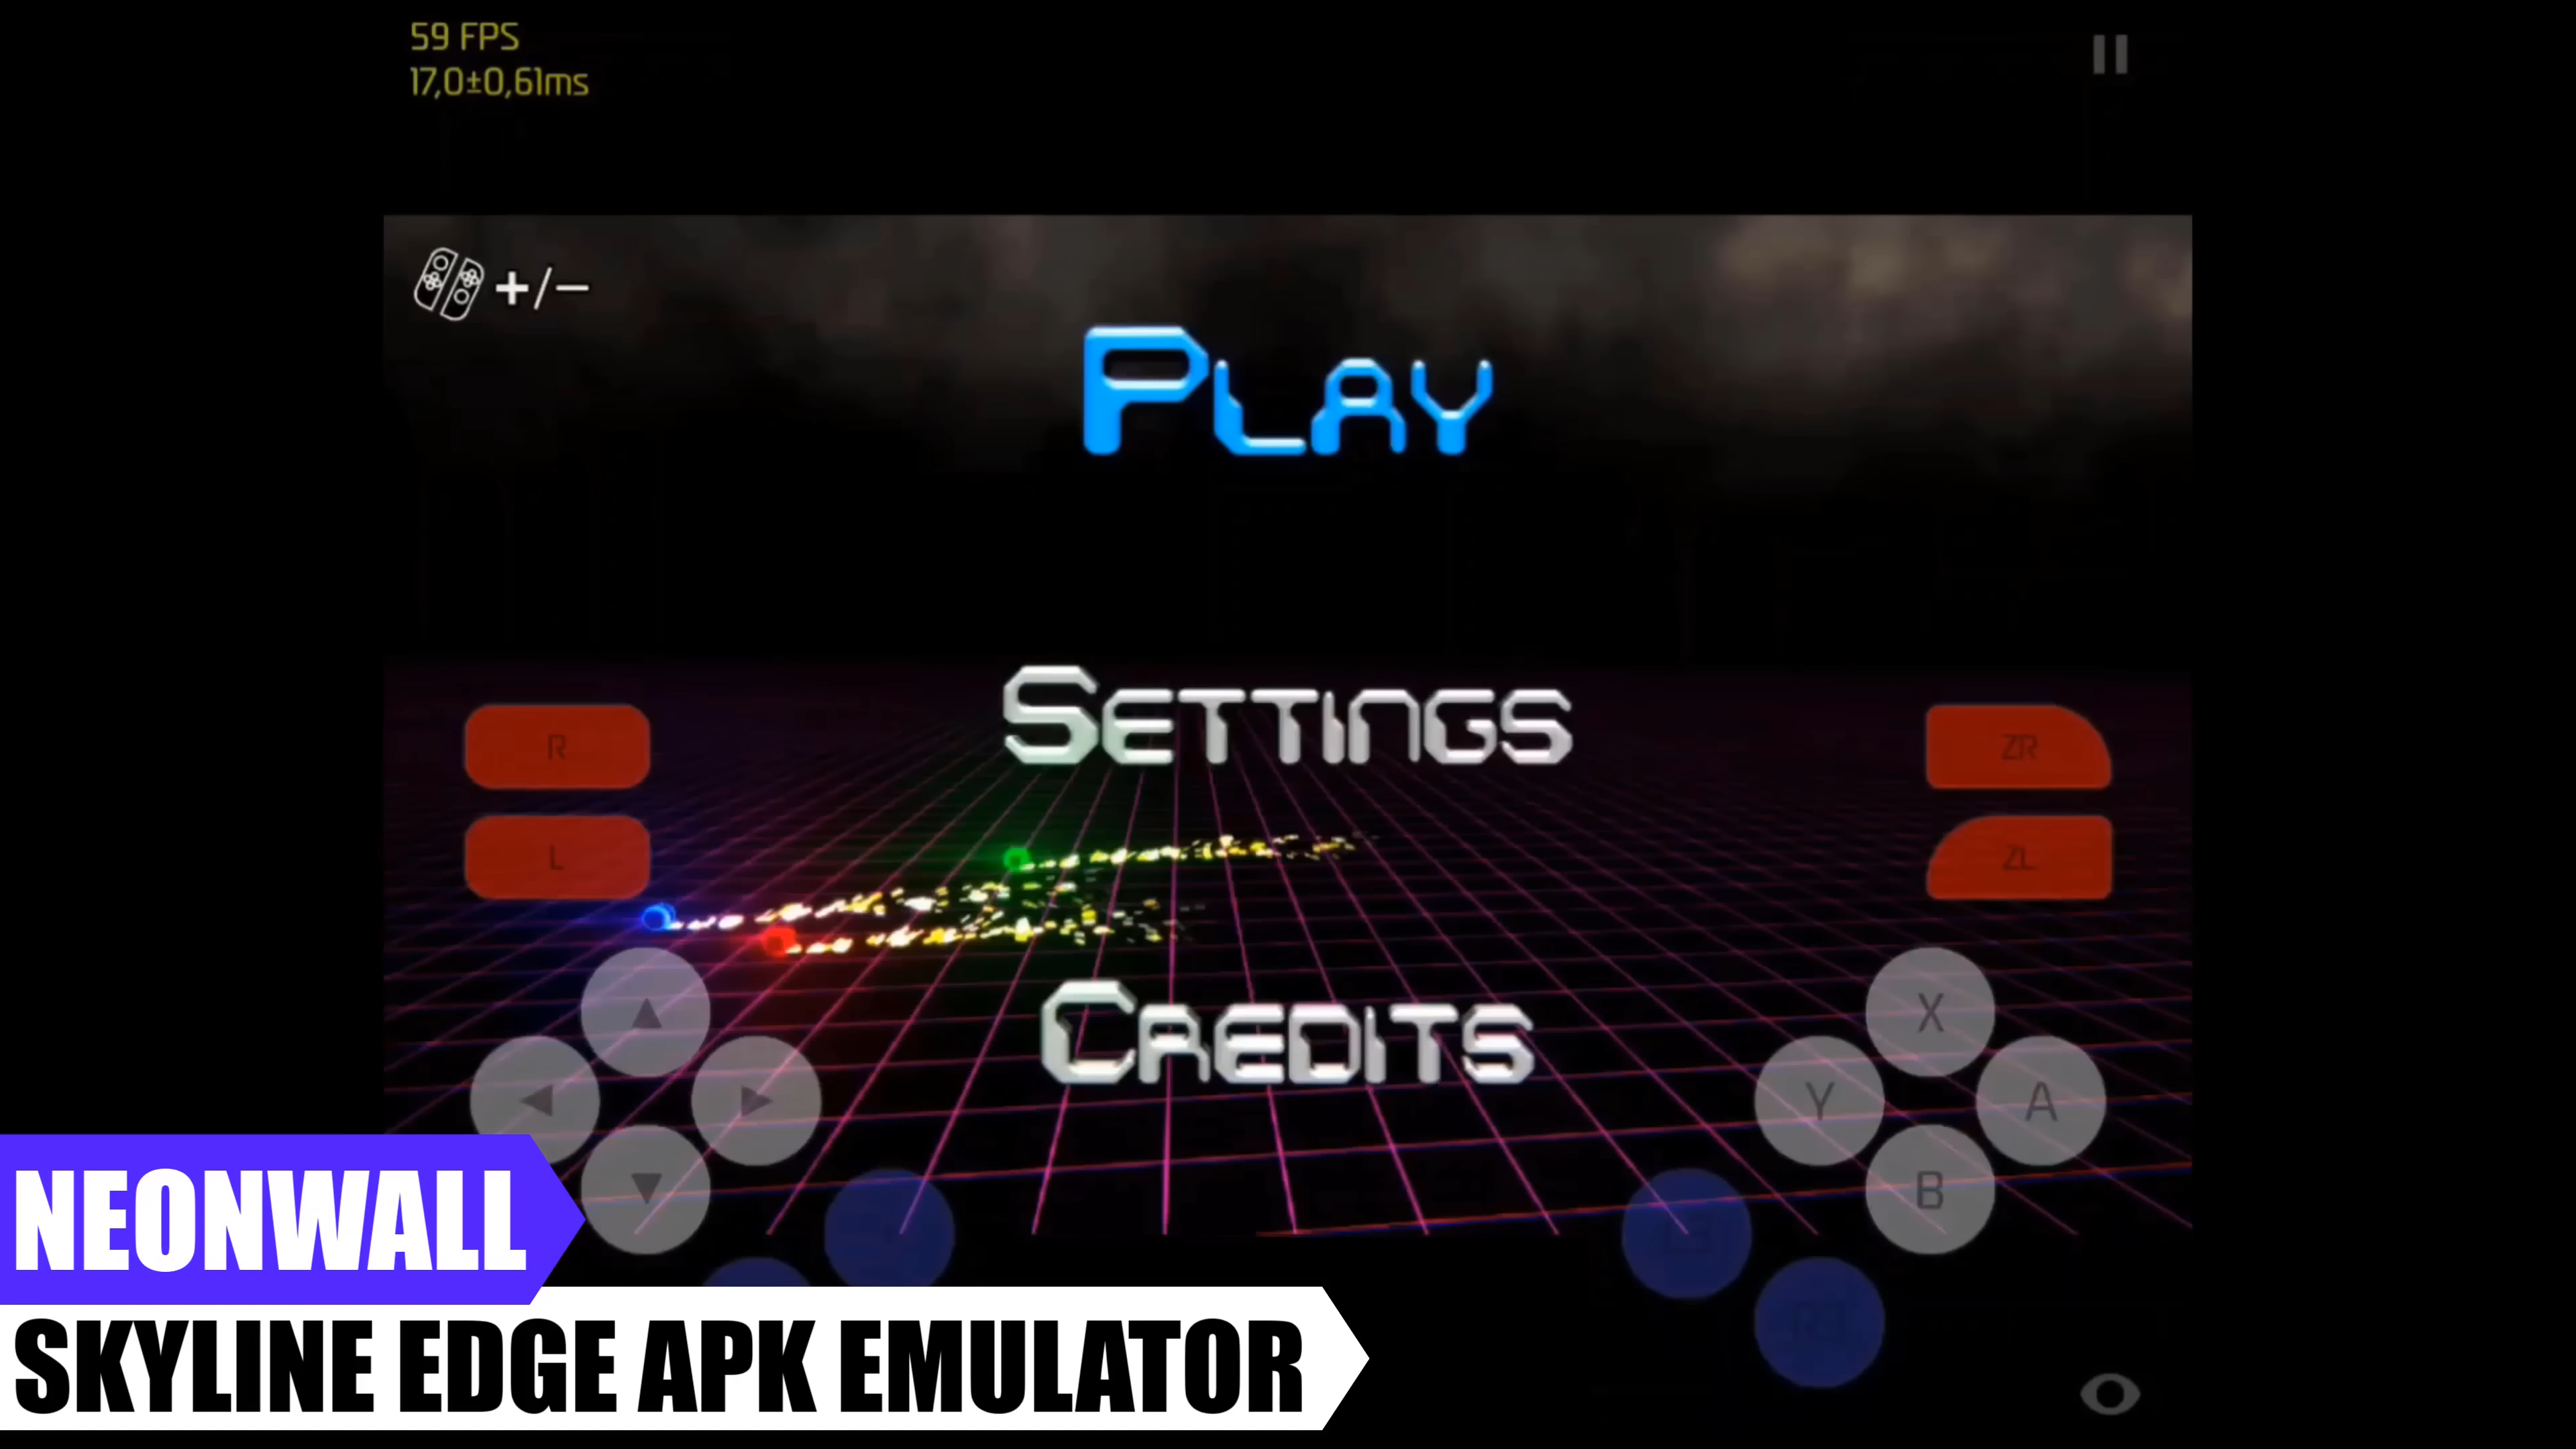 59 FPS
17,0±0,61ms
+/−
PLAY
SETTINGS
R
ZR
L
ZL
CREDITS
X
Y
A
B
NEONWALL
SKYLINE EDGE APK EMULATOR